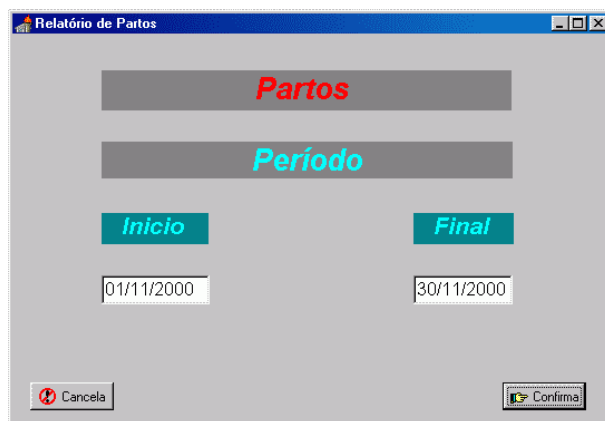 Relatório de Partos
Partos
Período
Inicio Final
01/11/2000 30/11/2000
Cancela Confirma